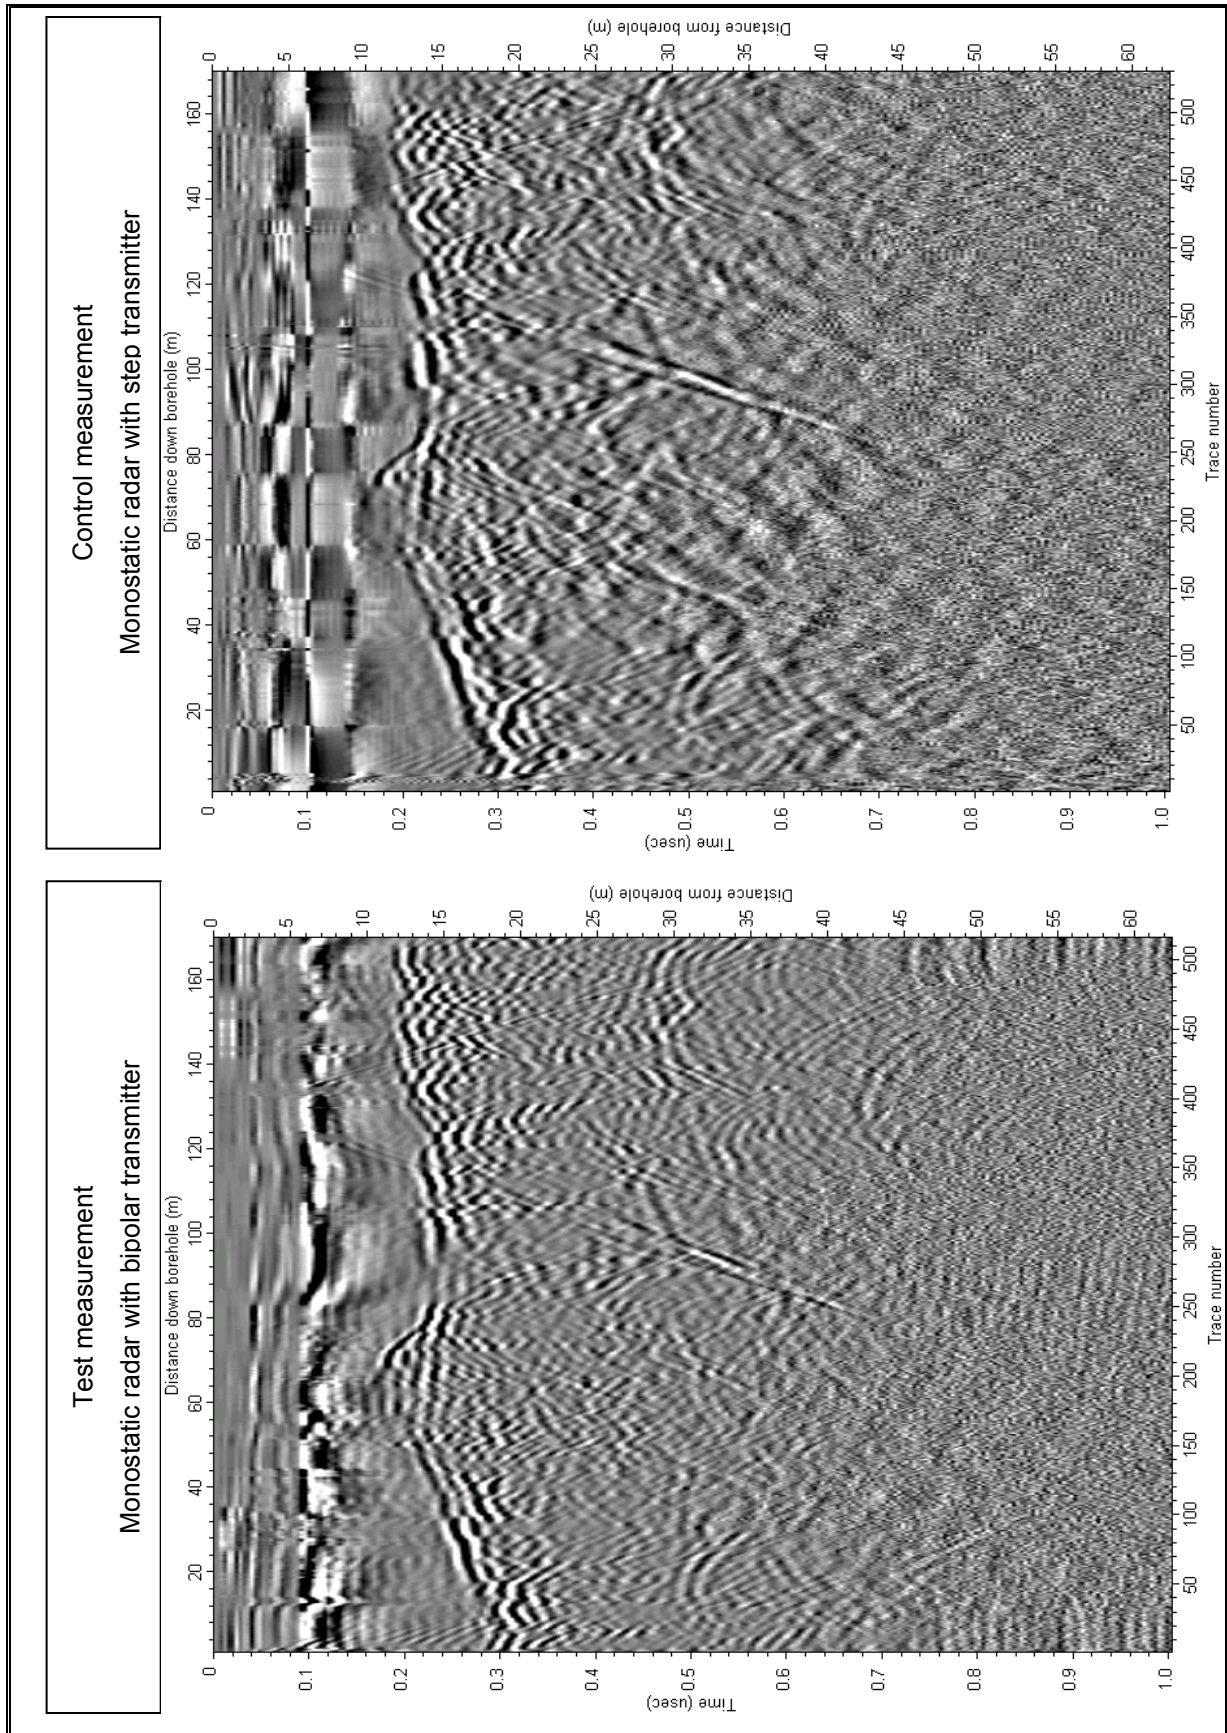 Test measurement
Monostatic radar with bipolar transmitter
Distance down borehole (m)
20 40 60 80 100 120 140 160
Time (usec)
0 0.1 0.2 0.3 0.4 0.5 0.6 0.7 0.8 0.9 1.0
Distance from borehole (m)
0 5 10 15 20 25 30 35 40 45 50 55 60
50 100 150 200 250 300 350 400 450 500
Trace number
Control measurement
Monostatic radar with step transmitter
Distance down borehole (m)
20 40 60 80 100 120 140 160
Time (usec)
0 0.1 0.2 0.3 0.4 0.5 0.6 0.7 0.8 0.9 1.0
Distance from borehole (m)
0 5 10 15 20 25 30 35 40 45 50 55 60
50 100 150 200 250 300 350 400 450 500
Trace number